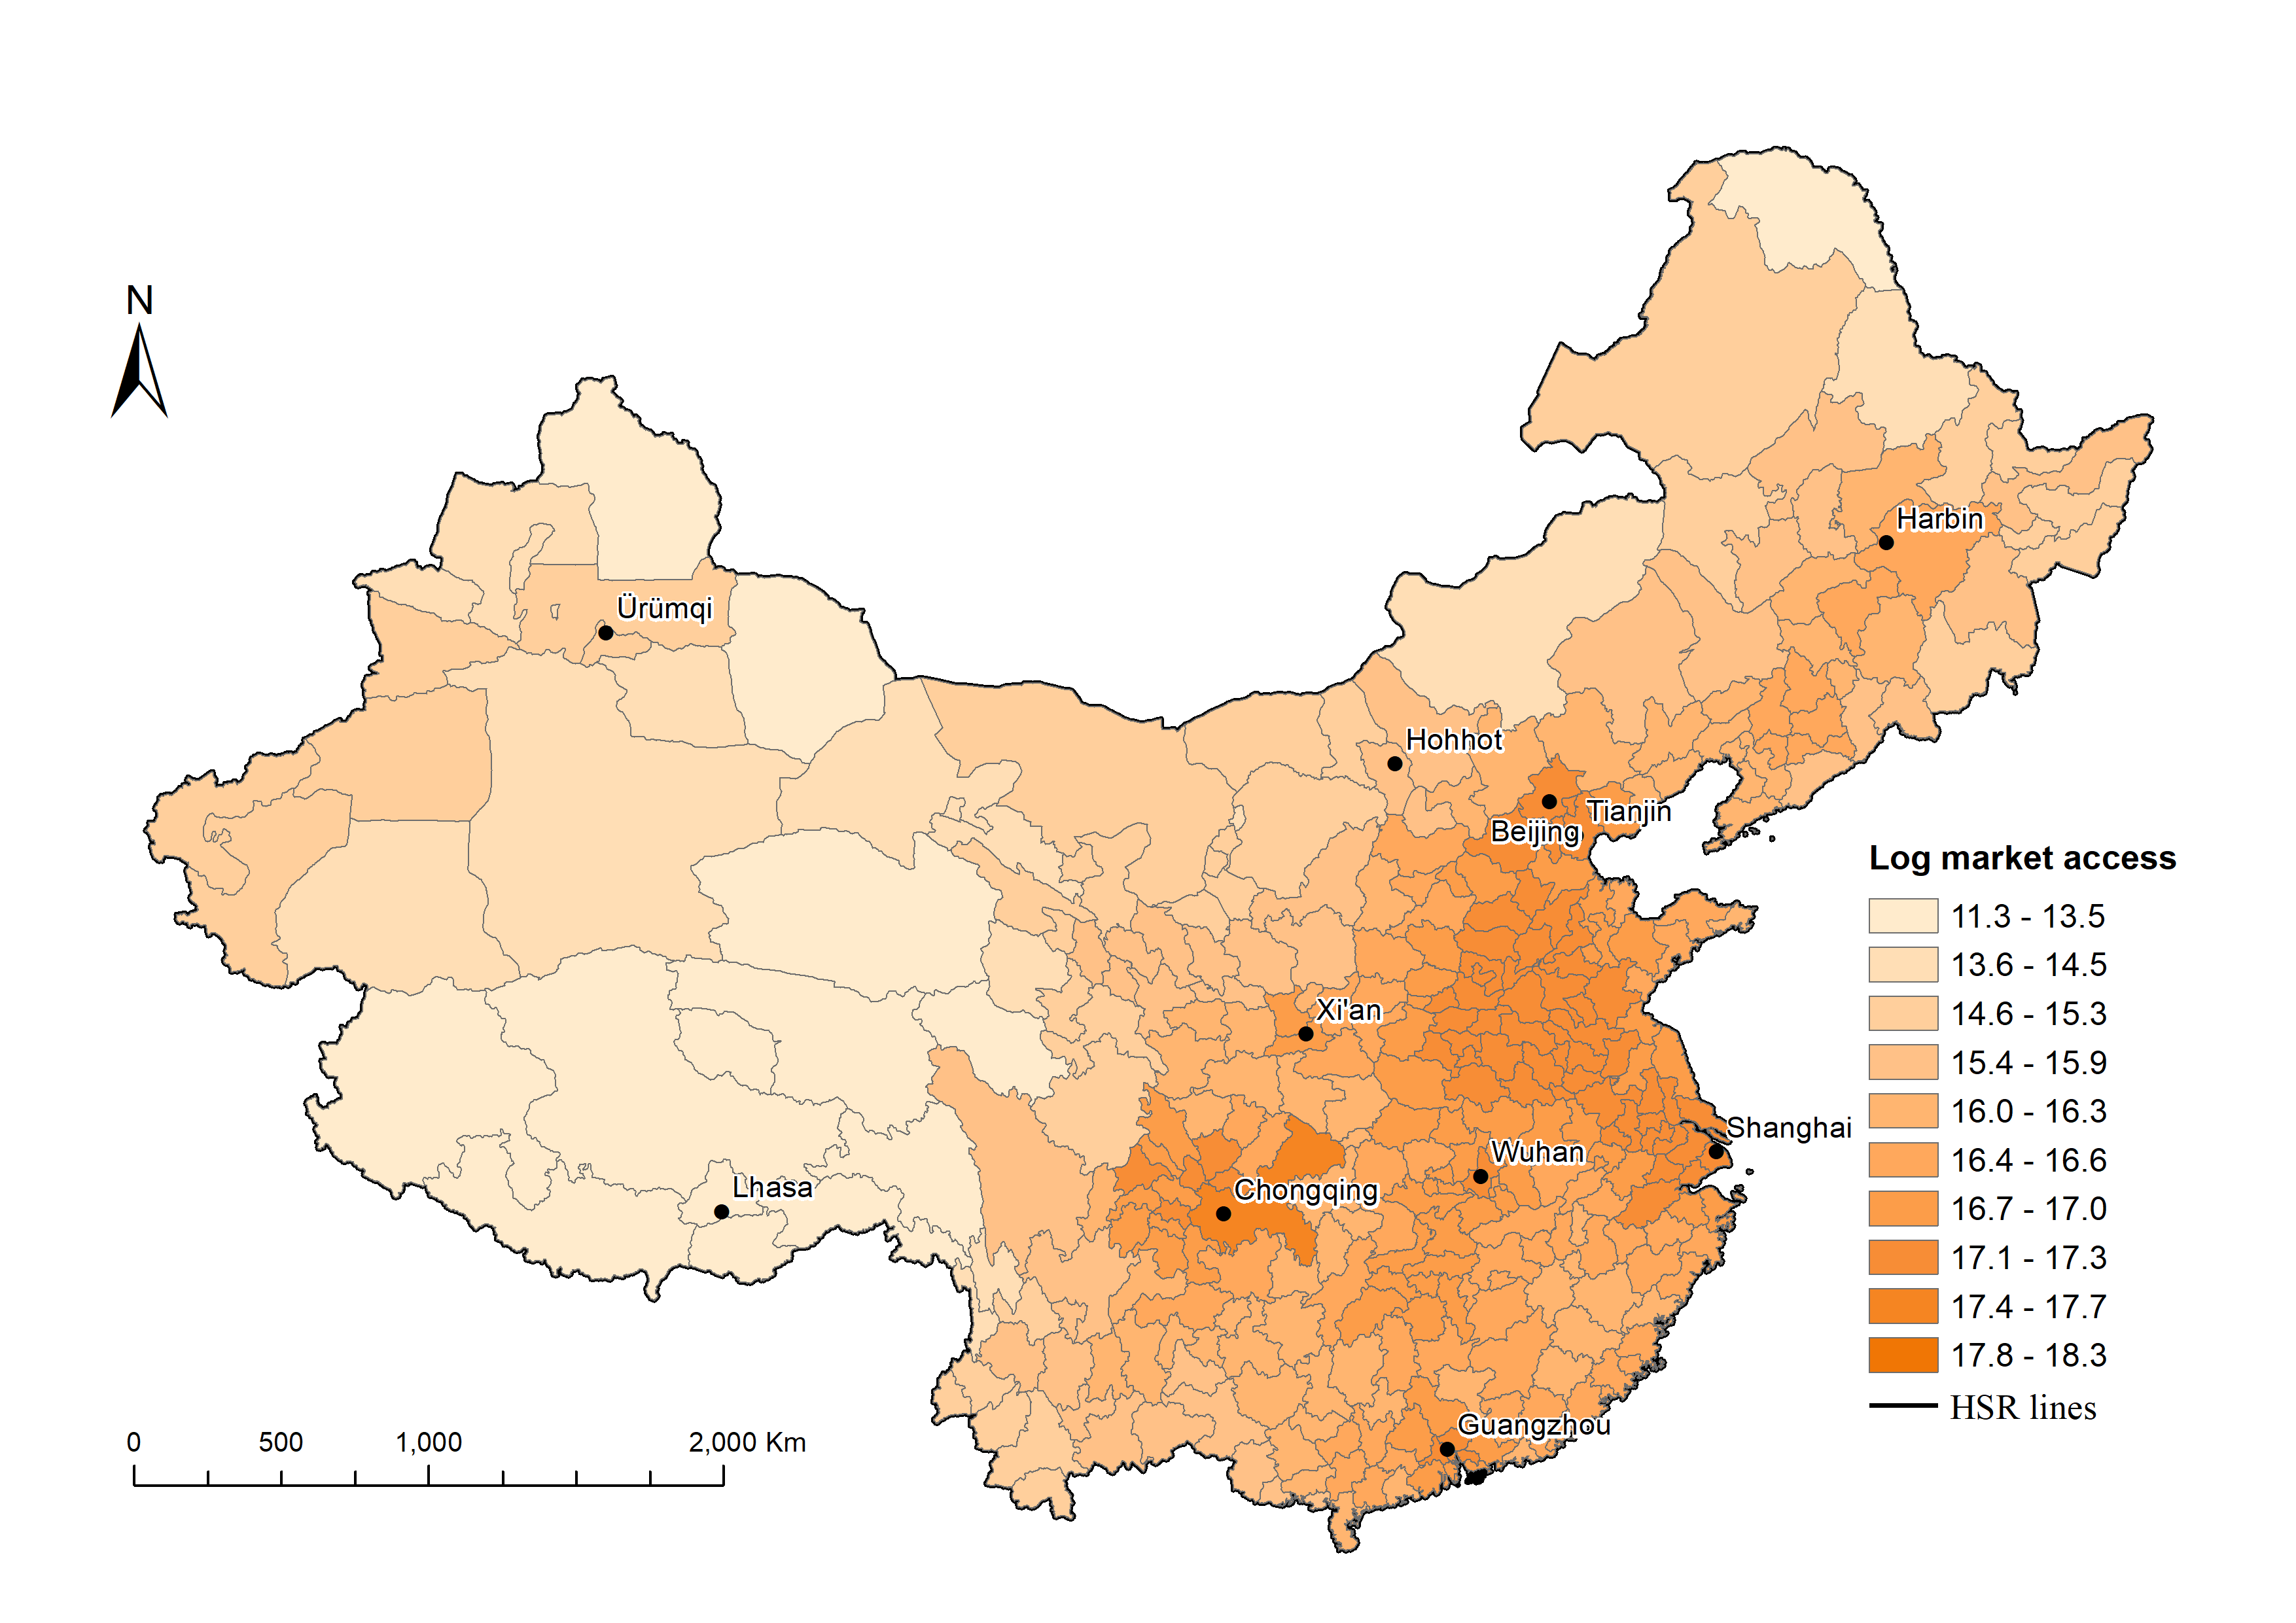 N
Harbin
Ürümqi
Hohhot
Tianjin
Beijing
Xi'an
Shanghai
Wuhan
Lhasa
Chongqing
Guangzhou
Log market access
11.3 - 13.5
13.6 - 14.5
14.6 - 15.3
15.4 - 15.9
16.0 - 16.3
16.4 - 16.6
16.7 - 17.0
17.1 - 17.3
17.4 - 17.7
17.8 - 18.3
HSR lines
0 500 1,000 2,000 Km